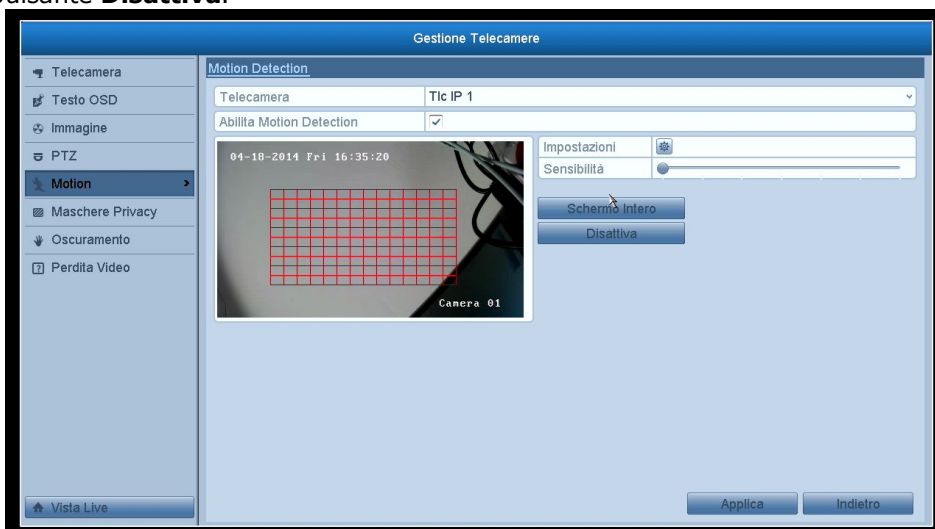 pulsante Disattiva.
Gestione Telecamere
Telecamera
Testo OSD
Immagine
PTZ
Motion >
Maschere Privacy
Oscuramento
Perdita Video
Vista Live
Motion Detection
Telecamera Tlc IP 1
Abilita Motion Detection
04-18-2014 Fri 16:35:20
Camera 01
Impostazioni
Sensibilità
Schermo Intero
Disattiva
Applica Indietro